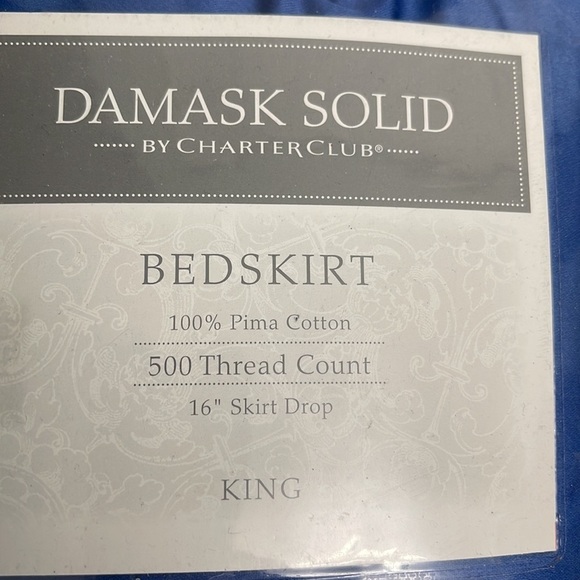 DAMASK SOLID
BY CHARTER CLUB®
BEDSKIRT
100% Pima Cotton
500 Thread Count
16" Skirt Drop
KING